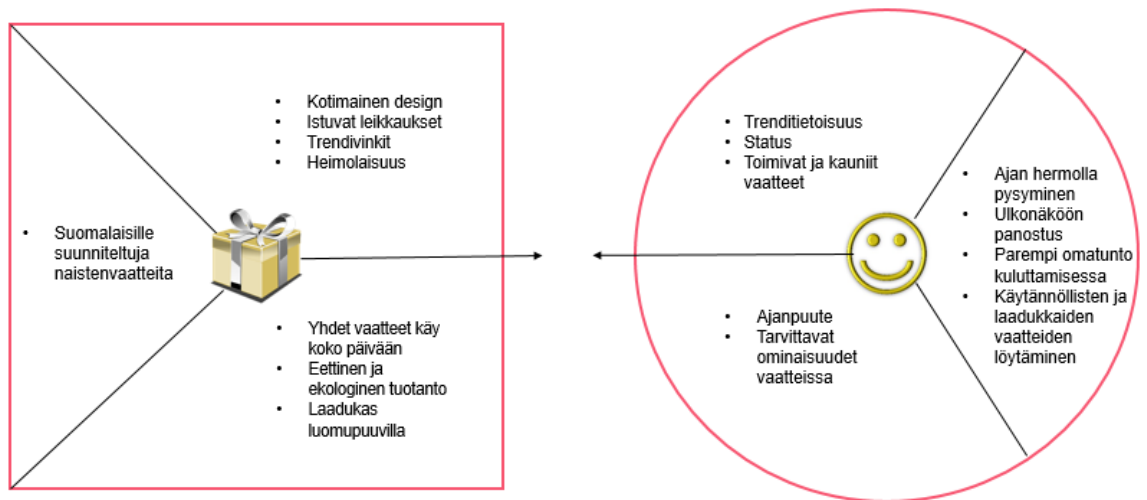 • Kotimainen design
• Istuvat leikkaukset
• Trendivinkit
• Heimolaisuus
• Suomalaisille
suunniteltuja
naistenvaatteita
• Yhdet vaatteet käy
koko päivään
• Eettinen ja
ekologinen tuotanto
• Laadukas
luomupuuvilla
• Trenditietoisuus
• Status
• Toimivat ja kauniit
vaatteet
• Ajan hermolla
pysyminen
• Ulkonäköön
panostus
• Parempi omatunto
kuluttamisessa
• Käytännöllisten ja
laadukkaiden
vaatteiden
löytäminen
• Ajanpuute
• Tarvittavat
ominaisuudet
vaatteissa